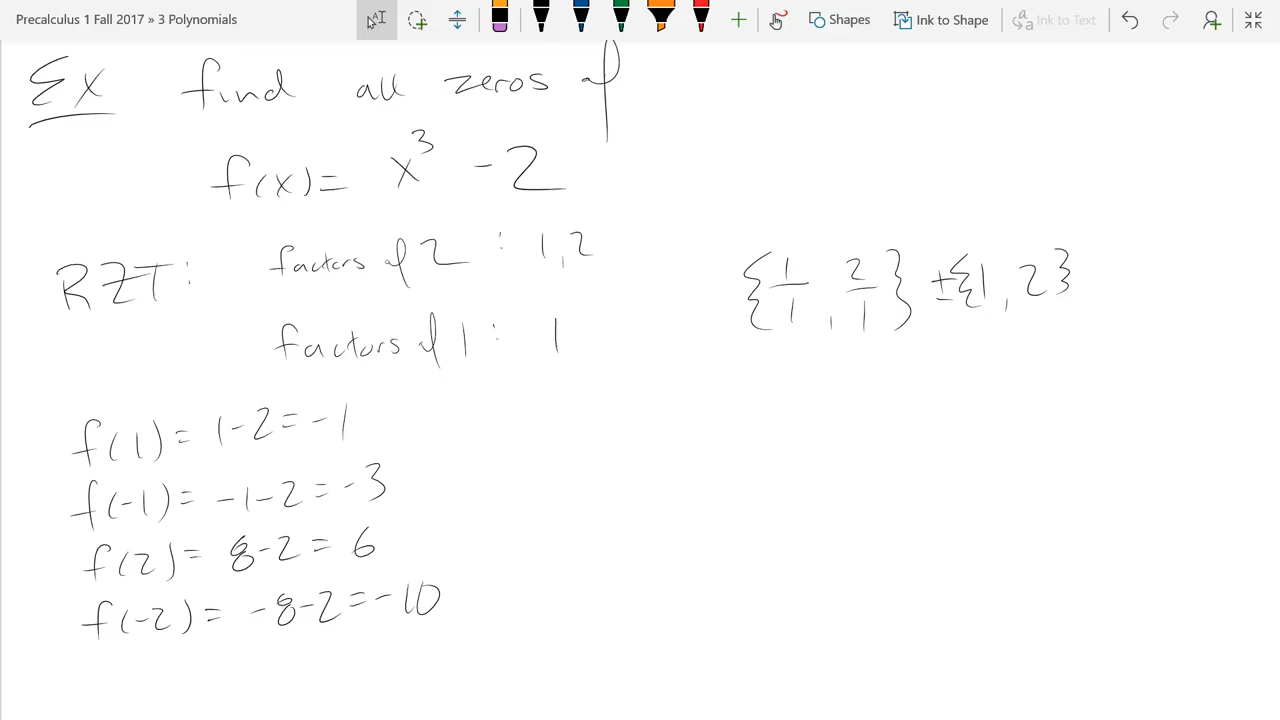 Precalculus 1 Fall 2017 » 3 Polynomials
Shapes Ink to Shape Ink to Text
Ex find all zeros of
f(x) = x³ - 2
RZT: factors of 2 : 1, 2
factors of 1 : 1
{1/1, 2/1} ±{1, 2}
f(1) = 1-2 = -1
f(-1) = -1-2 = -3
f(2) = 8-2 = 6
f(-2) = -8-2 = -10